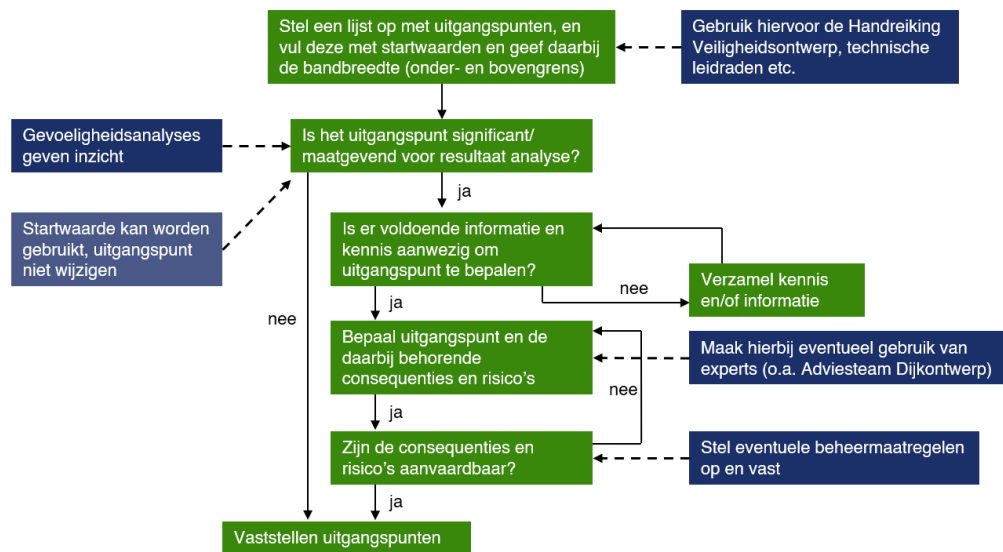 Stel een lijst op met uitgangspunten, en
vul deze met startwaarden en geef daarbij
de bandbreedte (onder- en bovengrens)
Gebruik hiervoor de Handreiking
Veiligheidsontwerp, technische
leidraden etc.
Gevoeligheidsanalyses
geven inzicht
Is het uitgangspunt significant/
maatgevend voor resultaat analyse?
ja
Startwaarde kan worden
gebruikt, uitgangspunt
niet wijzigen
Is er voldoende informatie en
kennis aanwezig om
uitgangspunt te bepalen?
Verzamel kennis
en/of informatie
nee
ja
nee
Bepaal uitgangspunt en de
daarbij behorende
consequenties en risico's
Maak hierbij eventueel gebruik van
experts (o.a. Adviesteam Dijkontwerp)
nee
ja
Zijn de consequenties en
risico's aanvaardbaar?
Stel eventuele beheermaatregelen
op en vast
ja
Vaststellen uitgangspunten